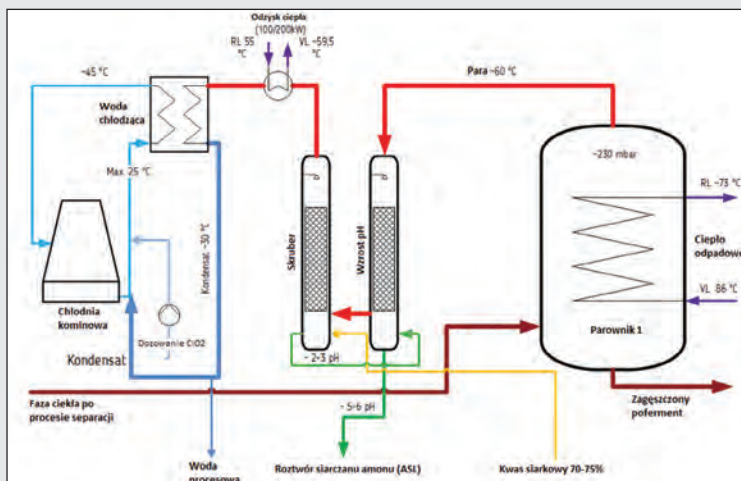 Odzysk ciepła
(100/200kW)
RL 55
°C
VL ~59,5
°C
~45 °C
Para ~60 °C
Woda
chłodząca
~230 mbar
Max. 25 °C
RL ~73 °C
Kondensat ~30 °C
Skruber
Wzrost pH
Ciepło
odpadowe
VL 86 °C
Chłodnia
kominowa
Dozowanie ClO2
Parownik 1
Kondensat
~ 2-3 pH
Faza ciekła po
procesie separacji
~ 5-6 pH
Zagęszczony
poferment
Woda
procesowa
Roztwór siarczanu amonu (ASL)
Kwas siarkowy 70-75%